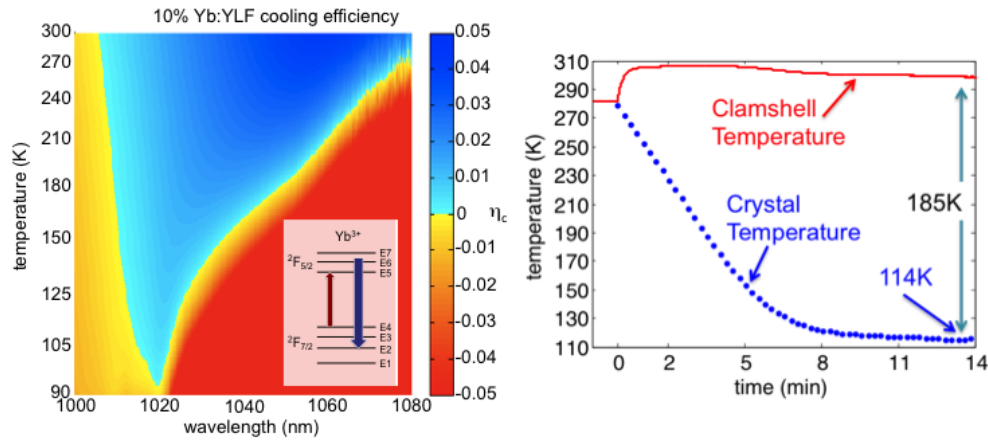 10% Yb:YLF cooling efficiency
temperature (K)
300
270
240
210
180
150
125
105
90
1000
1020
1040
1060
1080
wavelength (nm)
Yb³⁺
²F₅/₂
E7
E6
E5
²F₇/₂
E4
E3
E2
E1
0.05
0.04
0.03
0.02
0.01
0
-0.01
-0.02
-0.03
-0.04
-0.05
η_c
temperature (K)
310
290
270
250
230
210
190
170
150
130
110
Clamshell
Temperature
Crystal
Temperature
185K
114K
0
2
5
8
11
14
time (min)